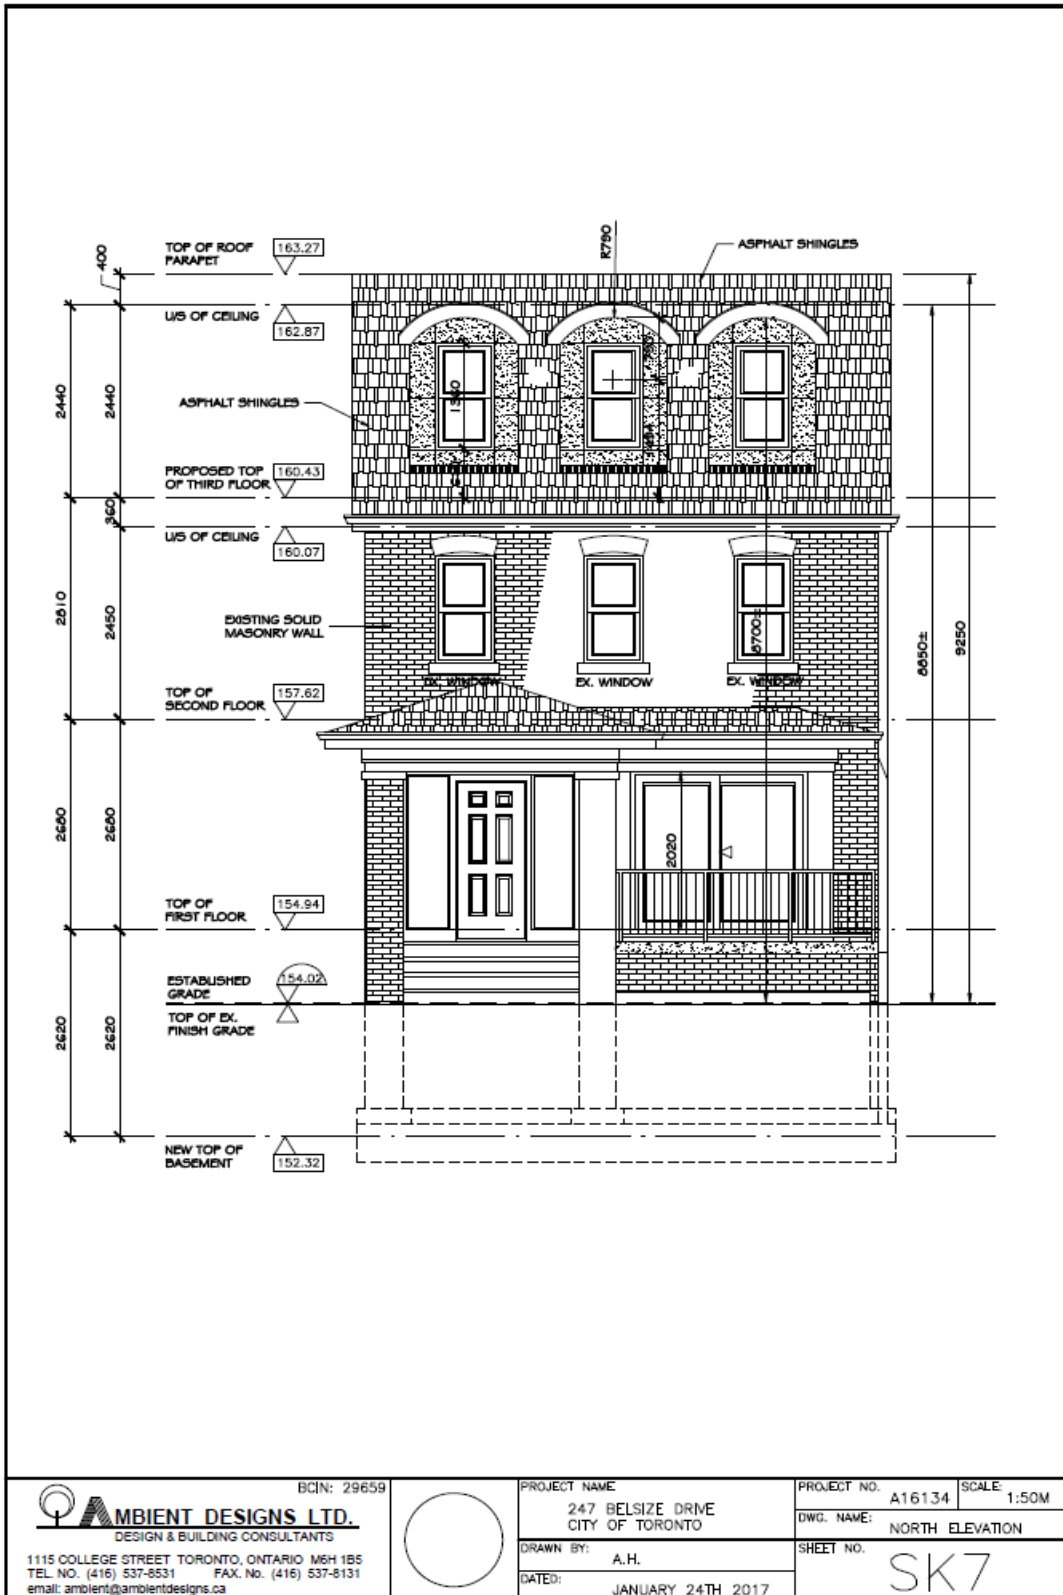 TOP OF ROOF
PARAPET
163.27
400
R790
ASPHALT SHINGLES
U/S OF CEILING
162.87
2440
2440
ASPHALT SHINGLES
1340
PROPOSED TOP
OF THIRD FLOOR
160.43
360
U/S OF CEILING
160.07
2810
2450
EXISTING SOLID
MASONRY WALL
8700±
8850±
9250
EX. WINDOW
EX. WINDOW
EX. WINDOW
TOP OF
SECOND FLOOR
157.62
2680
2680
2020
TOP OF
FIRST FLOOR
154.94
ESTABLISHED
GRADE
154.02
TOP OF EX.
FINISH GRADE
2620
2620
NEW TOP OF
BASEMENT
152.32
BCIN: 29659
AMBIENT DESIGNS LTD.
DESIGN & BUILDING CONSULTANTS
1115 COLLEGE STREET TORONTO, ONTARIO M6H 1B5
TEL. NO. (416) 537-8531 FAX. No. (416) 537-8131
email: ambient@ambientdesigns.ca
PROJECT NAME
247 BELSIZE DRIVE
CITY OF TORONTO
DRAWN BY:
A.H.
DATED:
JANUARY 24TH 2017
PROJECT NO.
A16134
SCALE:
1:50M
DWG. NAME:
NORTH ELEVATION
SHEET NO.
SK7